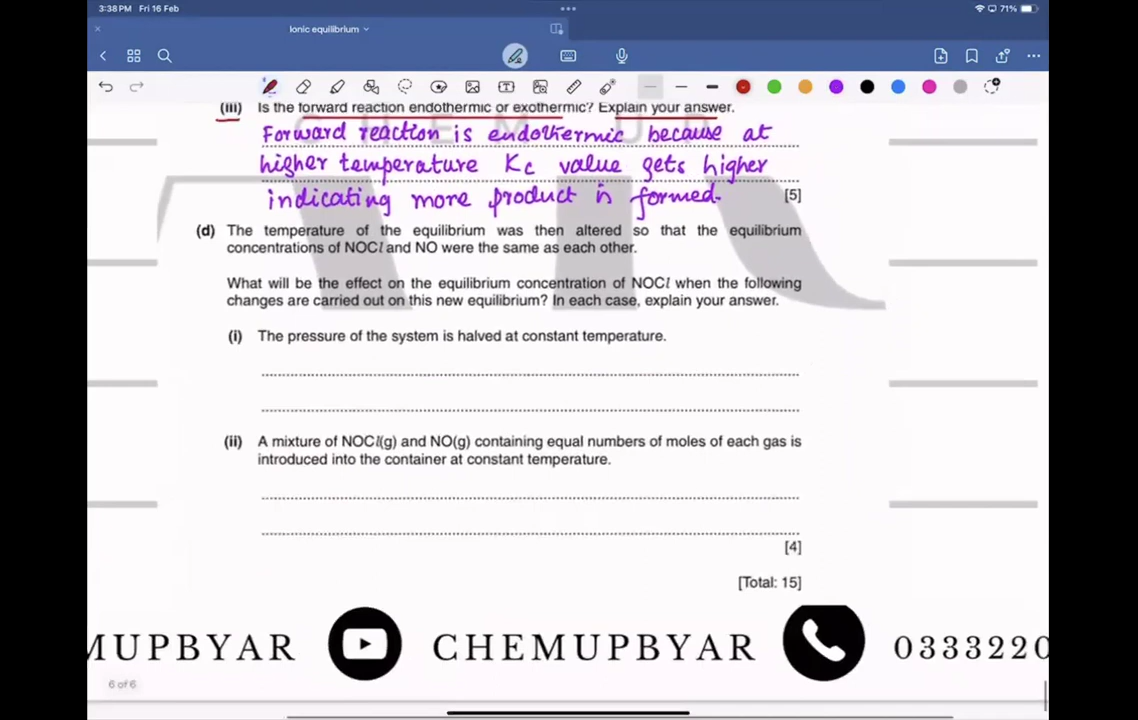 3:38 PM Fri 16 Feb
71%
Ionic equilibrium
(iii) Is the forward reaction endothermic or exothermic? Explain your answer.
Forward reaction is endothermic because at
higher temperature Kc value gets higher
indicating more product is formed.
[5]
(d) The temperature of the equilibrium was then altered so that the equilibrium
concentrations of NOCl and NO were the same as each other.
What will be the effect on the equilibrium concentration of NOCl when the following
changes are carried out on this new equilibrium? In each case, explain your answer.
(i) The pressure of the system is halved at constant temperature.
(ii) A mixture of NOCl(g) and NO(g) containing equal numbers of moles of each gas is
introduced into the container at constant temperature.
[4]
[Total: 15]
MUPBYAR CHEMUPBYAR 0333220
6 of 6